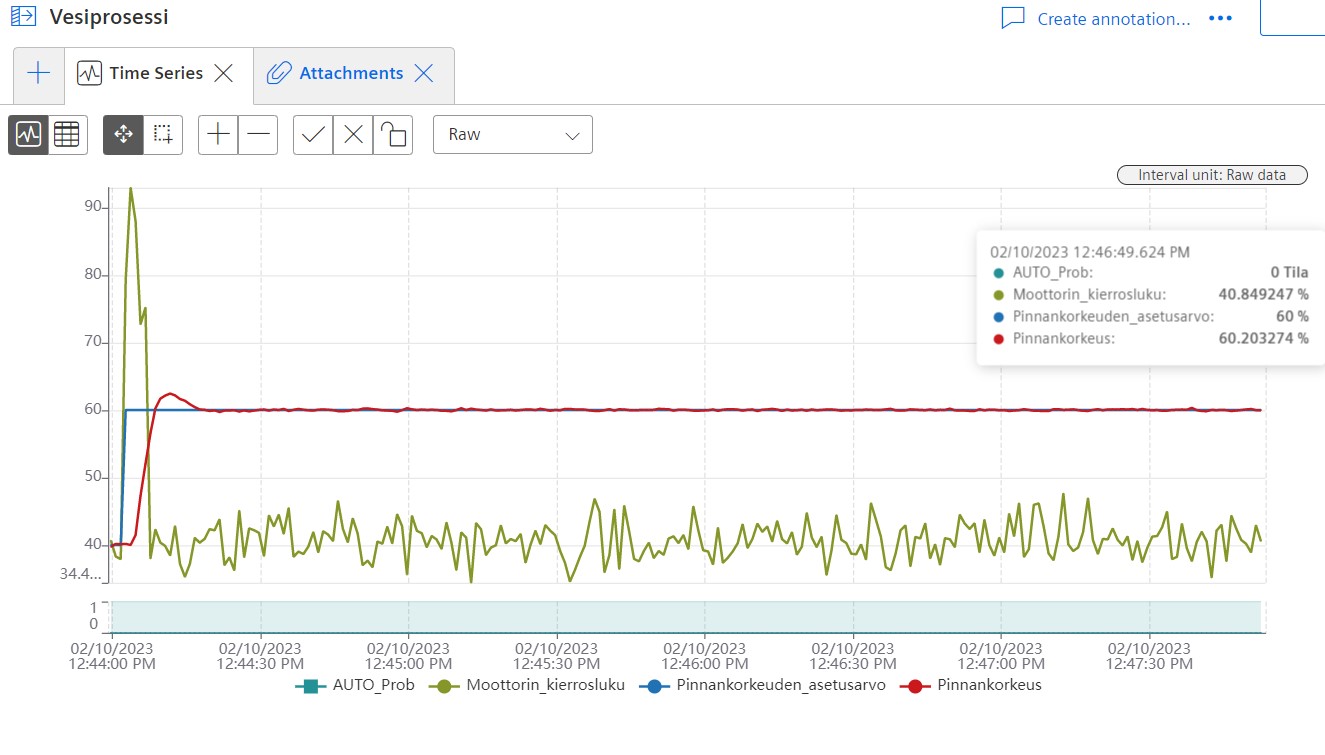 Vesiprosessi
Create annotation...
Time Series
Attachments
Raw
Interval unit: Raw data
90
80
70
60
50
40
34.4...
02/10/2023 12:46:49.624 PM
AUTO_Prob: 0 Tila
Moottorin_kierrosluku: 40.849247 %
Pinnankorkeuden_asetusarvo: 60 %
Pinnankorkeus: 60.203274 %
1
0
02/10/2023 02/10/2023 02/10/2023 02/10/2023 02/10/2023 02/10/2023 02/10/2023 02/10/2023
12:44:00 PM 12:44:30 PM 12:45:00 PM 12:45:30 PM 12:46:00 PM 12:46:30 PM 12:47:00 PM 12:47:30 PM
AUTO_Prob Moottorin_kierrosluku Pinnankorkeuden_asetusarvo Pinnankorkeus